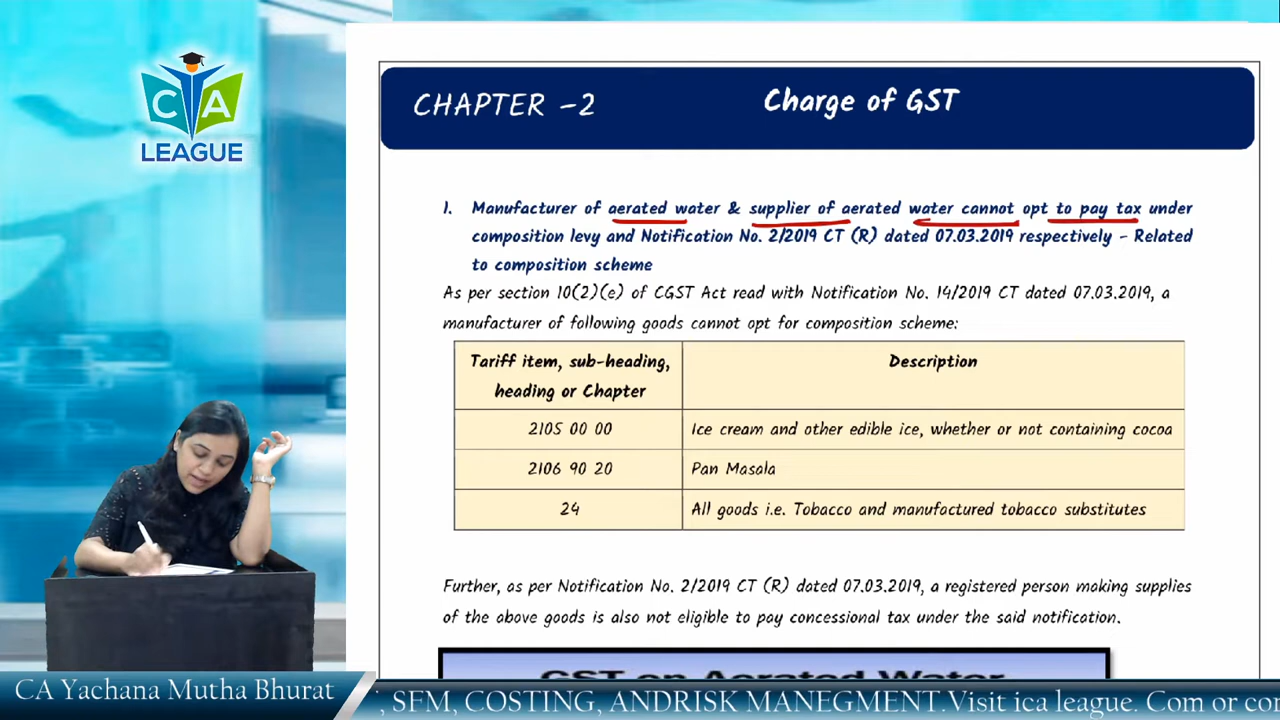 CA
LEAGUE
CHAPTER -2
Charge of GST
1. Manufacturer of aerated water & supplier of aerated water cannot opt to pay tax under
composition levy and Notification No. 2/2019 CT (R) dated 07.03.2019 respectively - Related
to composition scheme
As per section 10(2)(e) of CGST Act read with Notification No. 14/2019 CT dated 07.03.2019, a
manufacturer of following goods cannot opt for composition scheme:
Tariff item, sub-heading,
heading or Chapter
Description
2105 00 00
Ice cream and other edible ice, whether or not containing cocoa
2106 90 20
Pan Masala
24
All goods i.e. Tobacco and manufactured tobacco substitutes
Further, as per Notification No. 2/2019 CT (R) dated 07.03.2019, a registered person making supplies
of the above goods is also not eligible to pay concessional tax under the said notification.
GST on Aerated Water
CA Yachana Mutha Bhurat
, SFM, COSTING, ANDRISK MANEGMENT.Visit ica league. Com or co